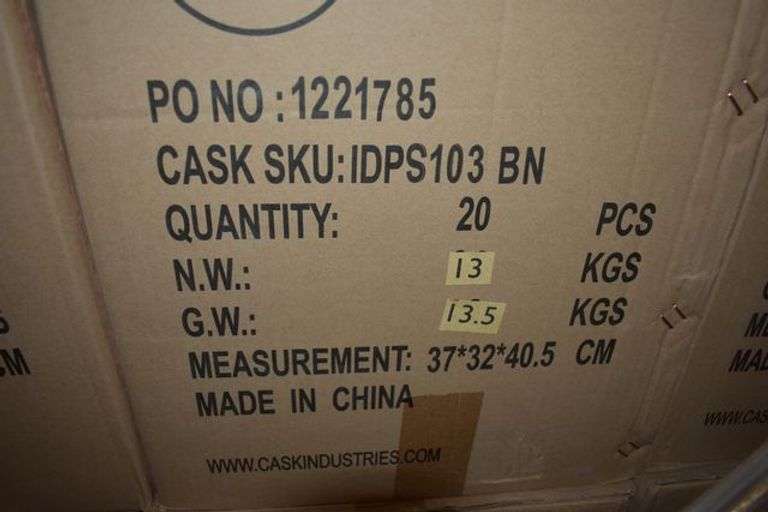 PO NO : 1221785
CASK SKU: IDPS103 BN
QUANTITY: 20 PCS
N.W.: 13 KGS
G.W.: 13.5 KGS
MEASUREMENT: 37*32*40.5 CM
MADE IN CHINA
WWW.CASKINDUSTRIES.COM
CM